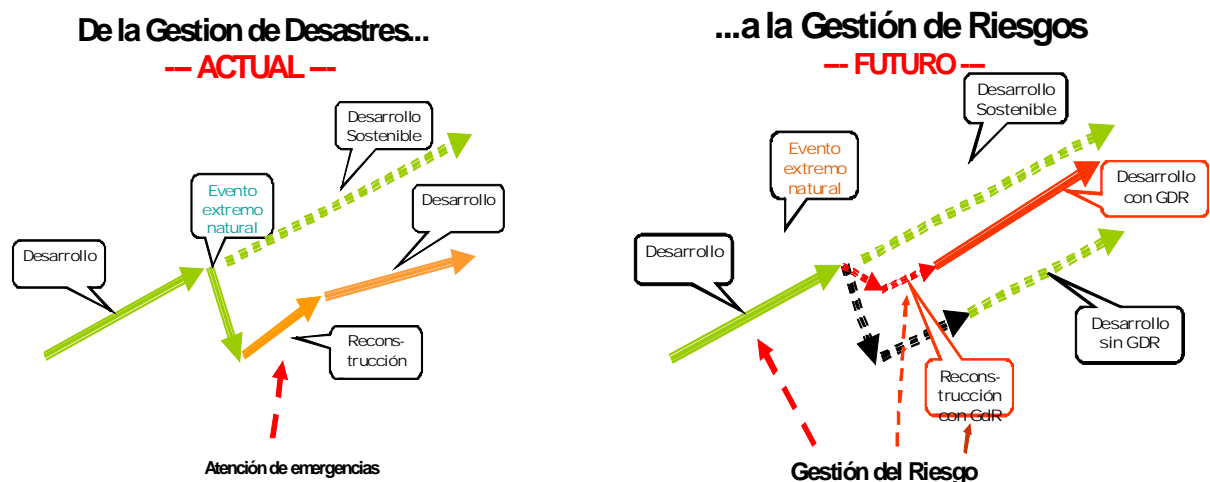 De la Gestion de Desastres...
--- ACTUAL ---
Desarrollo
Sostenible
Evento
extremo
natural
Desarrollo
Desarrollo
Recons-
trucción
Atención de emergencias
...a la Gestión de Riesgos
--- FUTURO ---
Desarrollo
Sostenible
Evento
extremo
natural
Desarrollo
con GDR
Desarrollo
Desarrollo
sin GDR
Recons-
trucción
con GdR
Gestión del Riesgo